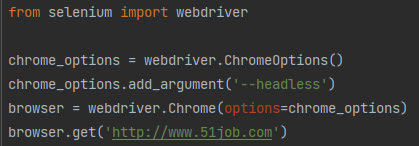 from selenium import webdriver
chrome_options = webdriver.ChromeOptions()
chrome_options.add_argument('--headless')
browser = webdriver.Chrome(options=chrome_options)
browser.get('http://www.51job.com')